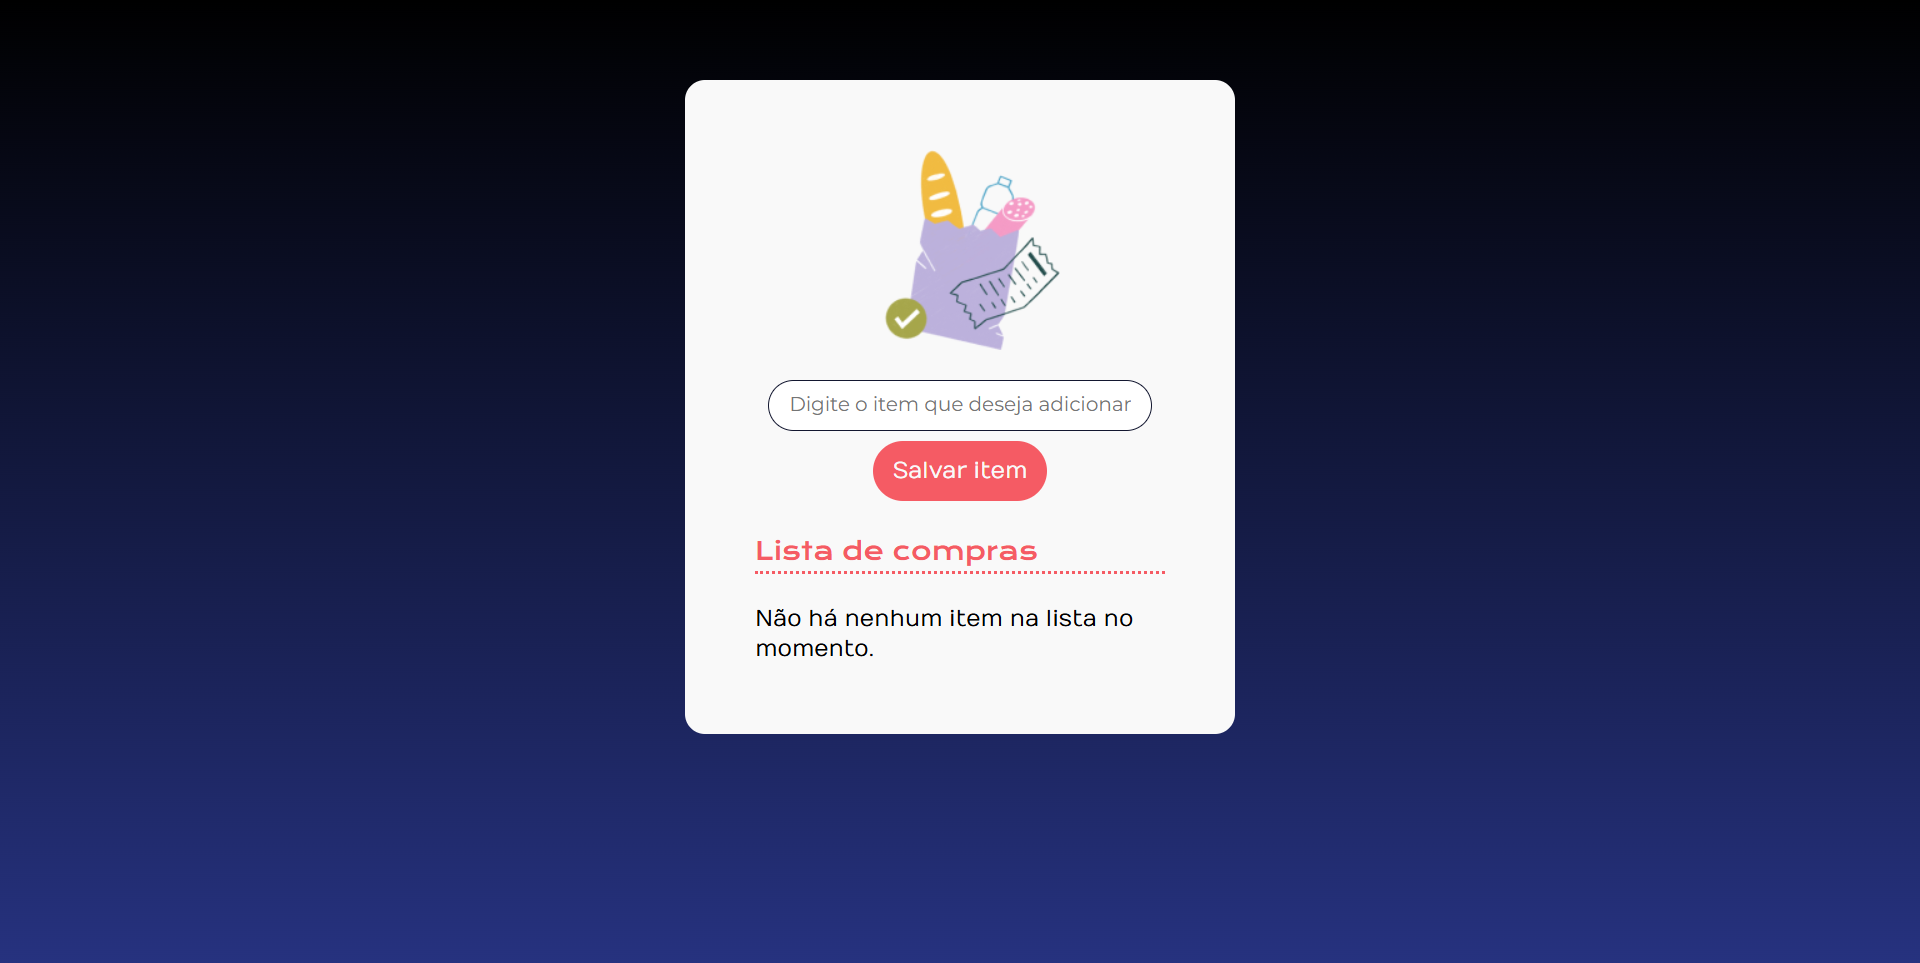 Digite o item que deseja adicionar
Salvar item
Lista de compras
Não há nenhum item na lista no
momento.